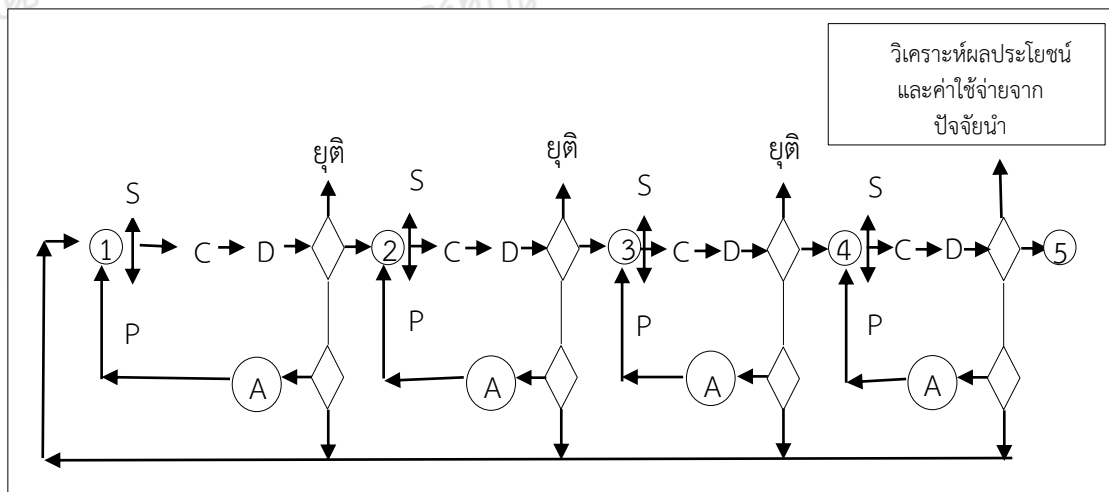 วิเคราะห์ผลประโยชน์
และค่าใช้จ่ายจาก
ปัจจัยนำ
ยุติ ยุติ ยุติ
S S S S
1 C D 2 C D 3 C D 4 C D 5
P P P P
A A A A